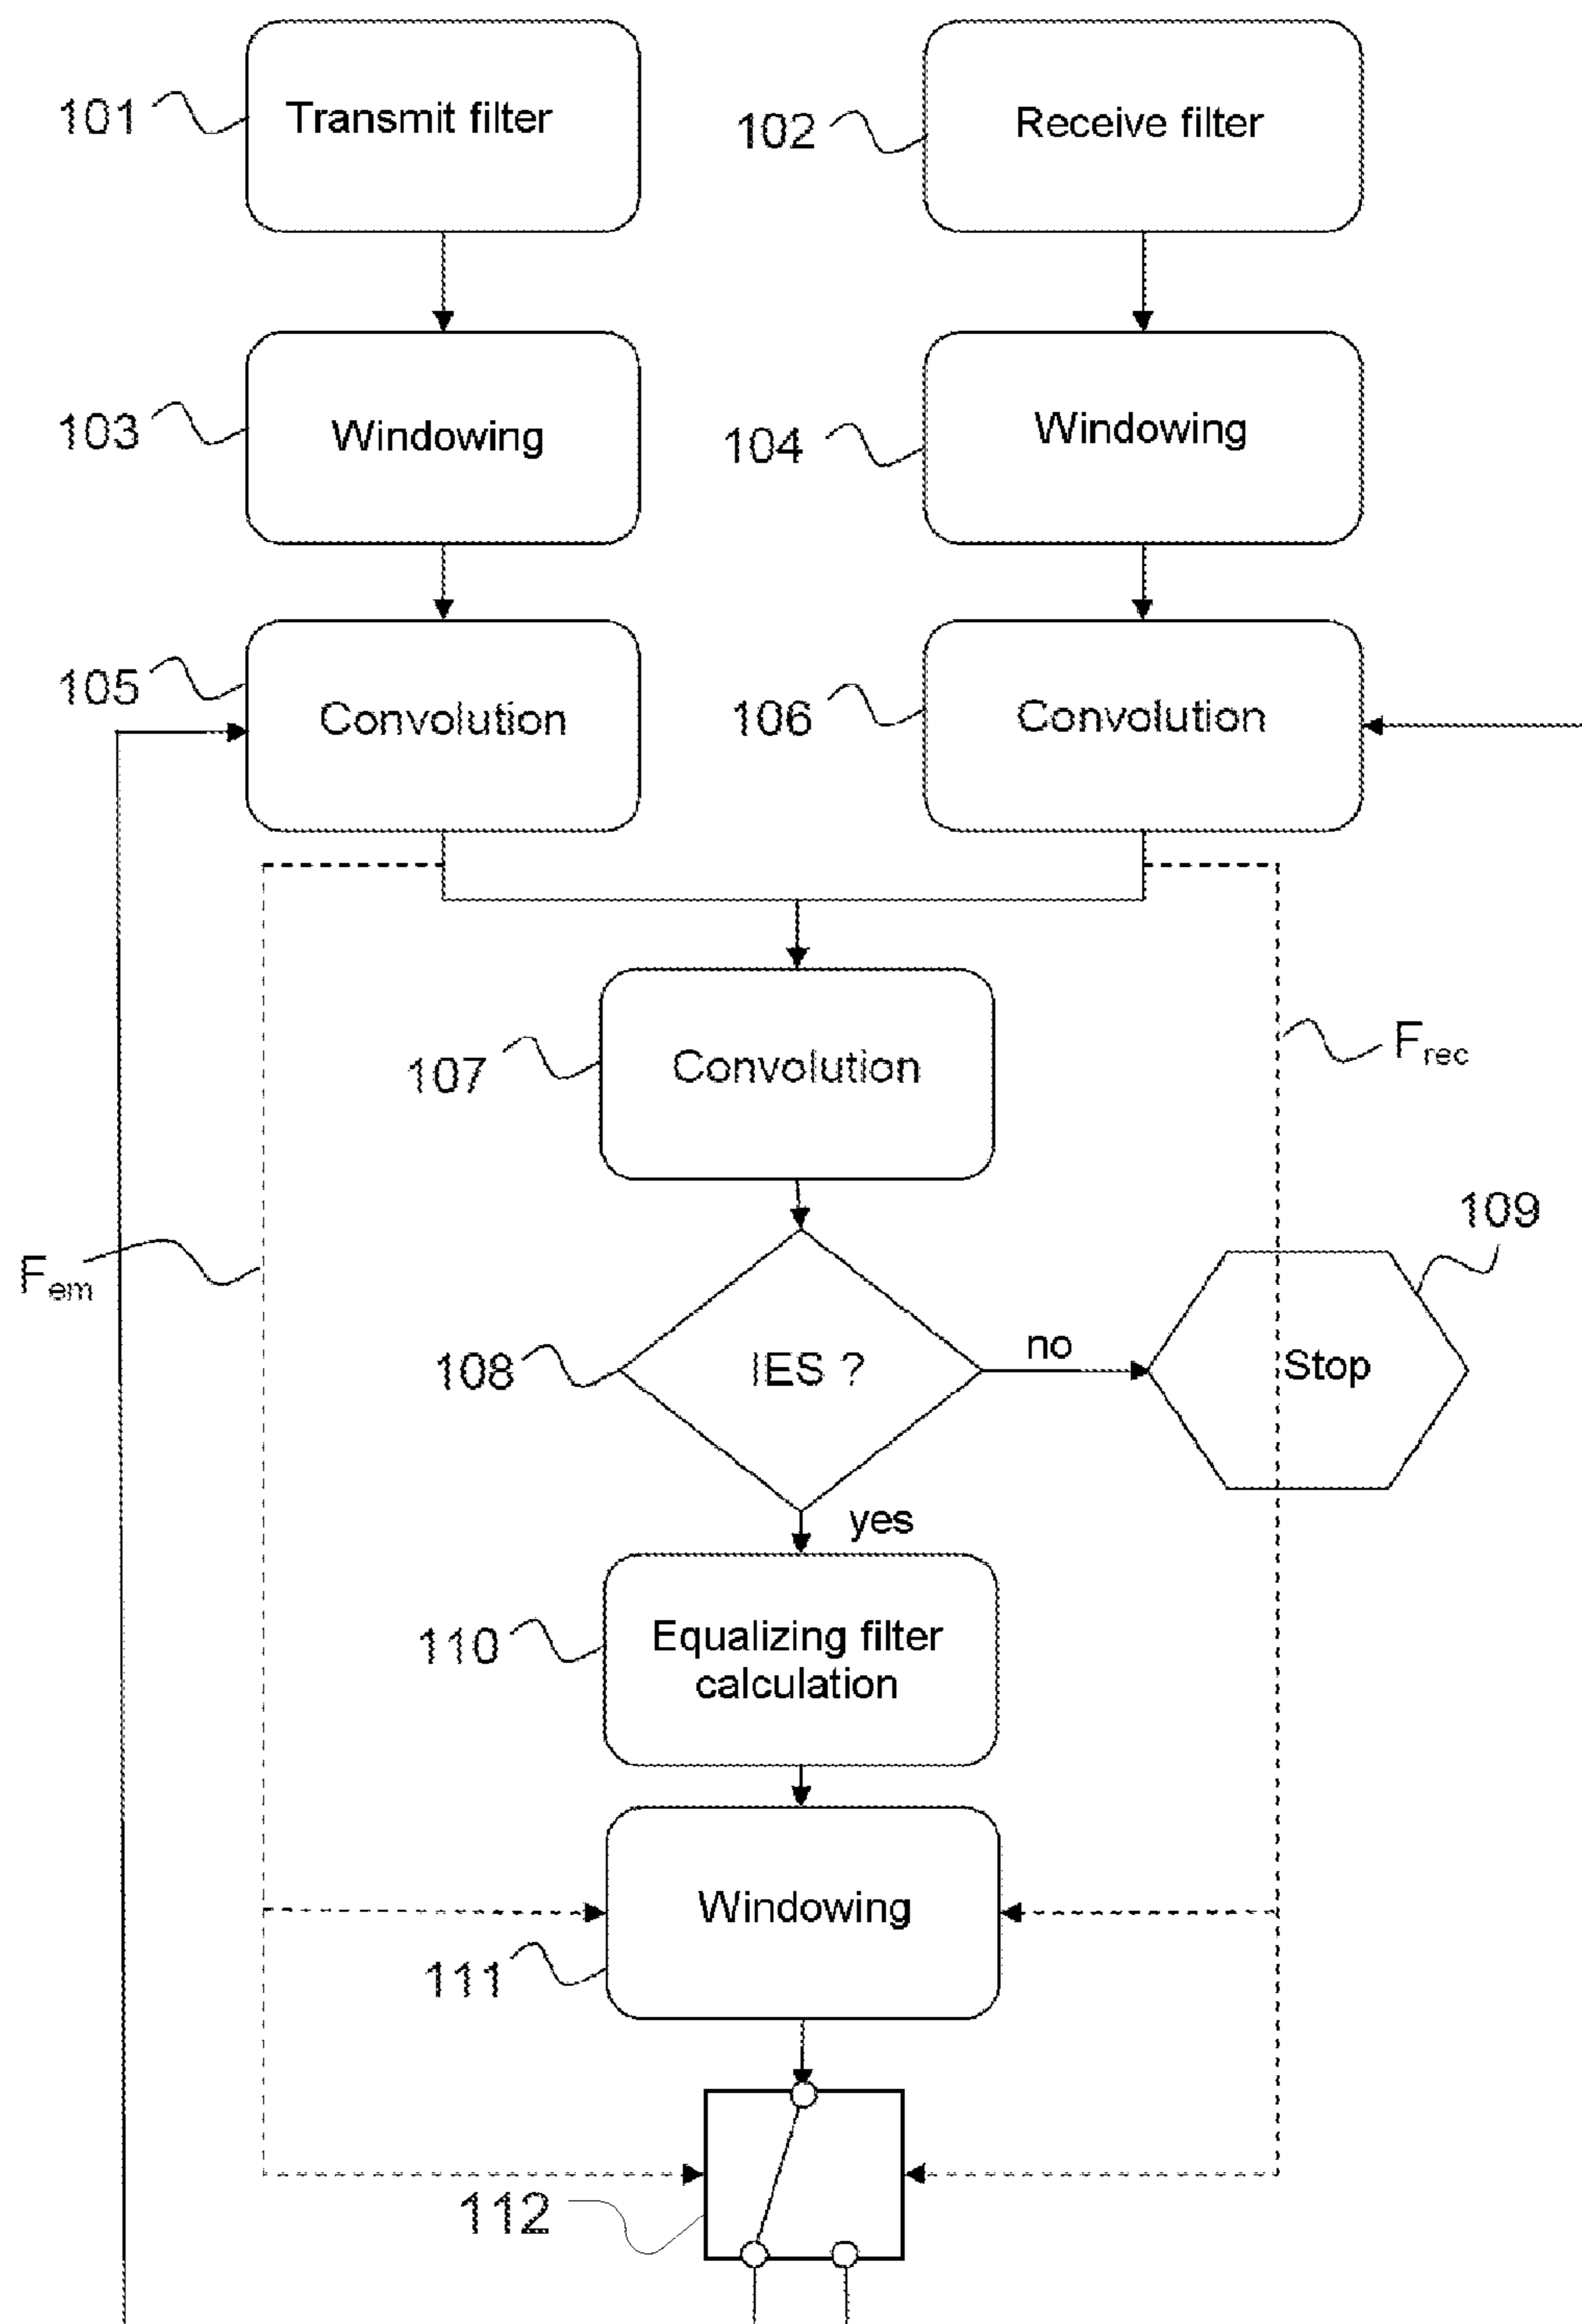 101
Transmit filter
102
Receive filter
103
Windowing
104
Windowing
105
Convolution
106
Convolution
107
Convolution
Frec
109
Fem
108
IES ?
no
Stop
yes
110
Equalizing filter
calculation
Windowing
111
112